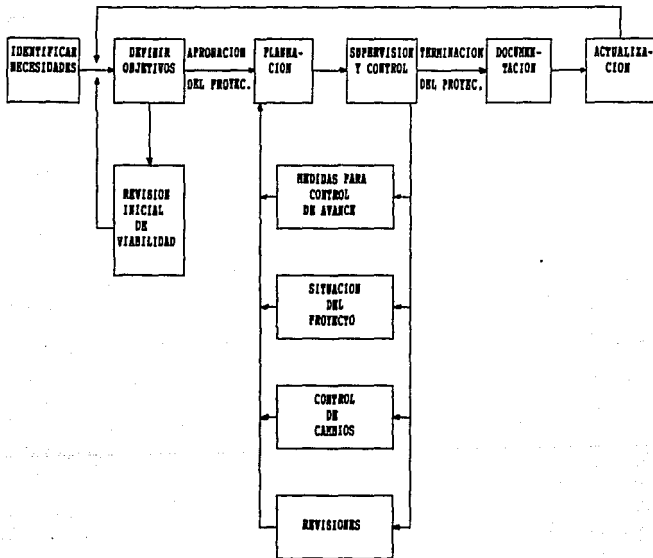 IDENTIFICAR
NECESIDADES
DEFINIR
OBJETIVOS
APROBACION
DEL PROYEC.
PLANEA-
CION
SUPERVISION
Y CONTROL
TERMINACION
DEL PROYEC.
DOCUMEN-
TACION
ACTUALIZA-
CION
REVISION
INICIAL
DE
VIABILIDAD
MEDIDAS PARA
CONTROL
DE AVANCE
SITUACION
DEL
PROYECTO
CONTROL
DE
CAMBIOS
REVISIONES